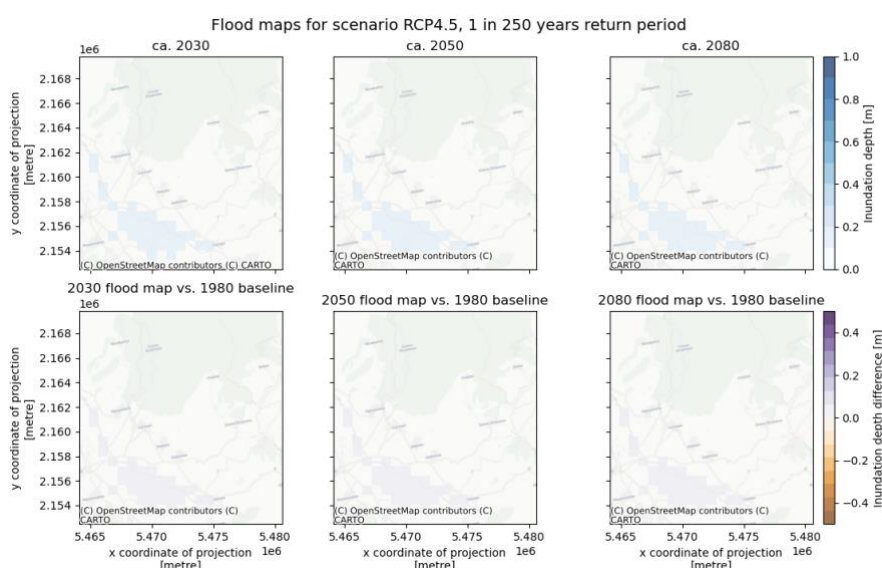 Flood maps for scenario RCP4.5, 1 in 250 years return period
ca. 2030
ca. 2050
ca. 2080
1e6
2.168
2.166
2.164
2.162
2.160
2.158
2.156
2.154
y coordinate of projection
[metre]
(C) OpenStreetMap contributors (C) CARTO
(C) OpenStreetMap contributors (C)
CARTO
(C) OpenStreetMap contributors (C)
CARTO
1.0
0.8
0.6
0.4
0.2
0.0
Inundation depth [m]
2030 flood map vs. 1980 baseline
2050 flood map vs. 1980 baseline
2080 flood map vs. 1980 baseline
1e6
2.168
2.166
2.164
2.162
2.160
2.158
2.156
2.154
y coordinate of projection
[metre]
(C) OpenStreetMap contributors (C)
CARTO
(C) OpenStreetMap contributors (C)
CARTO
(C) OpenStreetMap contributors (C)
CARTO
0.4
0.2
0.0
−0.2
−0.4
Inundation depth difference [m]
5.465 5.470 5.475 5.480
1e6
x coordinate of projection
[metre]
5.465 5.470 5.475 5.480
1e6
x coordinate of projection
[metre]
5.465 5.470 5.475 5.480
1e6
x coordinate of projection
[metre]